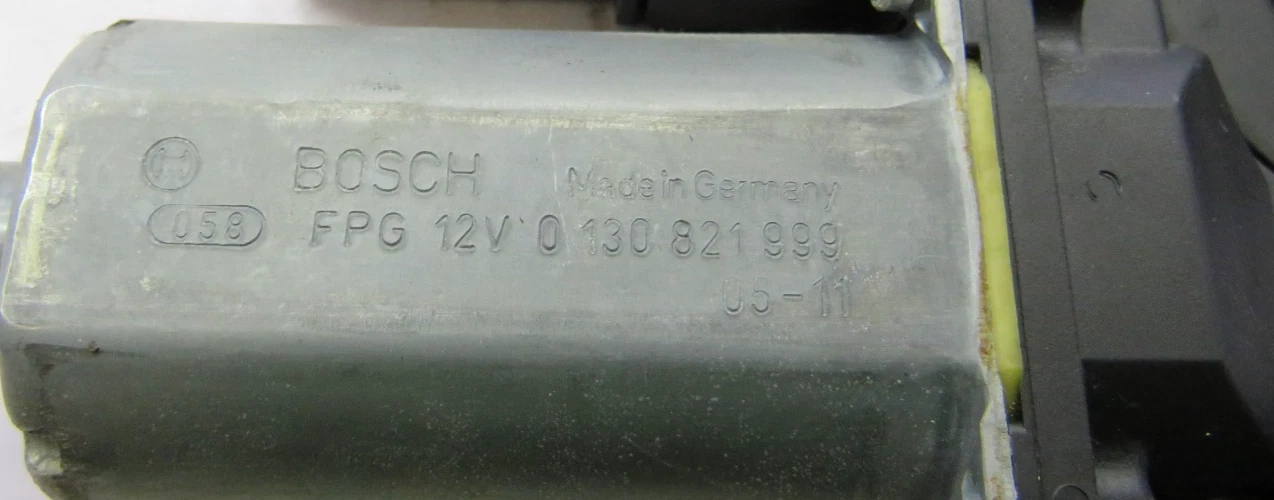 BOSCH Made in Germany
058 FPG 12V 0 130 821 999
05-11